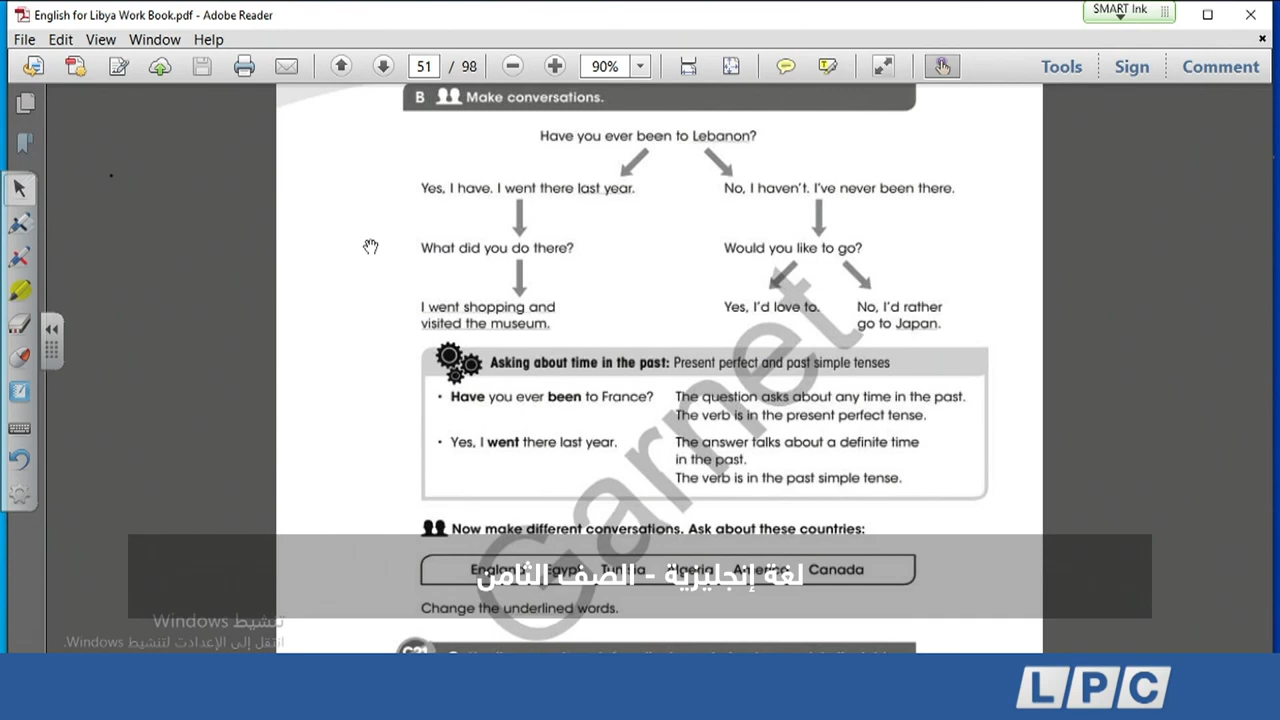 English for Libya Work Book.pdf - Adobe Reader
SMART Ink
File Edit View Window Help
51 / 98 90% Tools Sign Comment
B Make conversations.
Have you ever been to Lebanon?
Yes, I have. I went there last year. No, I haven't. I've never been there.
What did you do there? Would you like to go?
I went shopping and Yes, I'd love to. No, I'd rather
visited the museum. go to Japan.
Asking about time in the past: Present perfect and past simple tenses
• Have you ever been to France? The question asks about any time in the past.
The verb is in the present perfect tense.
• Yes, I went there last year. The answer talks about a definite time
in the past.
The verb is in the past simple tense.
Garnet
Now make different conversations. Ask about these countries:
England Egypt Tunisia Algeria America Canada
لغة إنجليزية - الصف الثامن
Change the underlined words.
تنشيط Windows
انتقل إلى الإعدادات لتنشيط Windows.
LPC